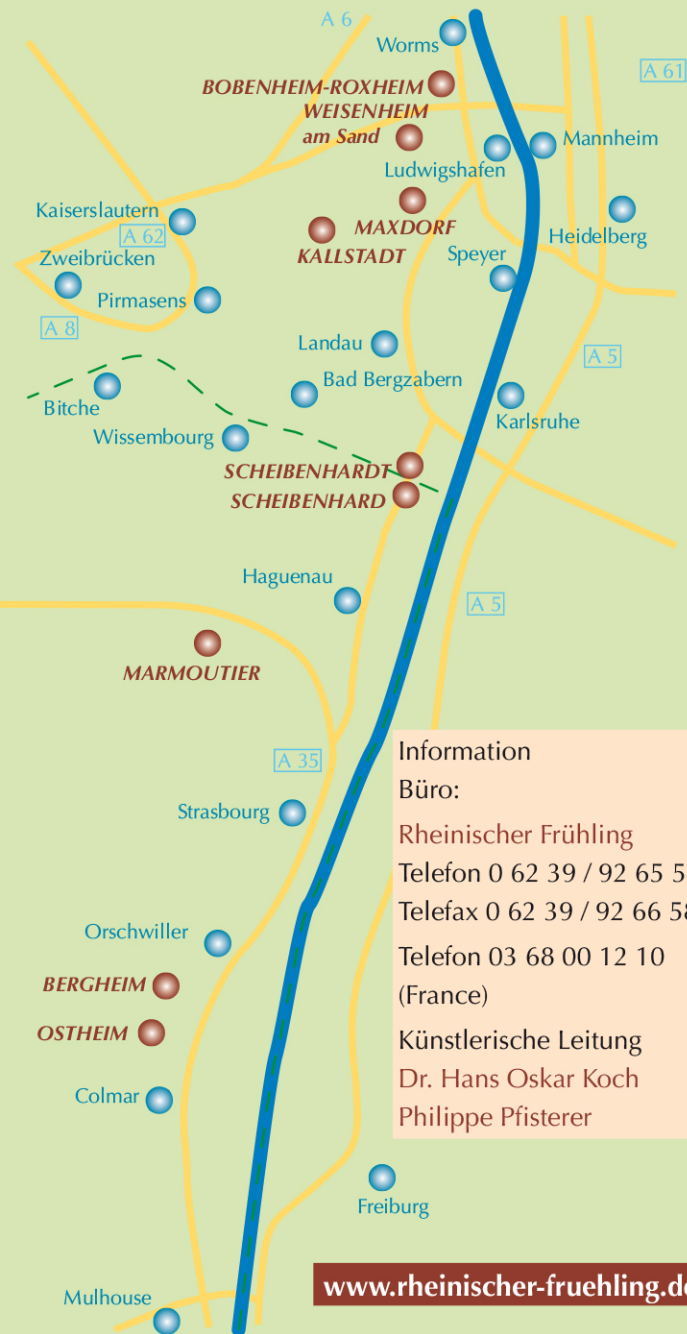 A 6
Worms
A 61
BOBENHEIM-ROXHEIM
WEISENHEIM
am Sand
Mannheim
Ludwigshafen
Kaiserslautern
MAXDORF
A 62
Heidelberg
KALLSTADT
Zweibrücken
Speyer
Pirmasens
A 8
Landau
A 5
Bad Bergzabern
Bitche
Karlsruhe
Wissembourg
SCHEIBENHARDT
SCHEIBENHARD
Haguenau
A 5
MARMOUTIER
A 35
Strasbourg
Orschwiller
BERGHEIM
OSTHEIM
Colmar
Freiburg
Mulhouse
Information
Büro:
Rheinischer Frühling
Telefon 0 62 39 / 92 65 5
Telefax 0 62 39 / 92 66 58
Telefon 03 68 00 12 10
(France)
Künstlerische Leitung
Dr. Hans Oskar Koch
Philippe Pfisterer
www.rheinischer-fruehling.de